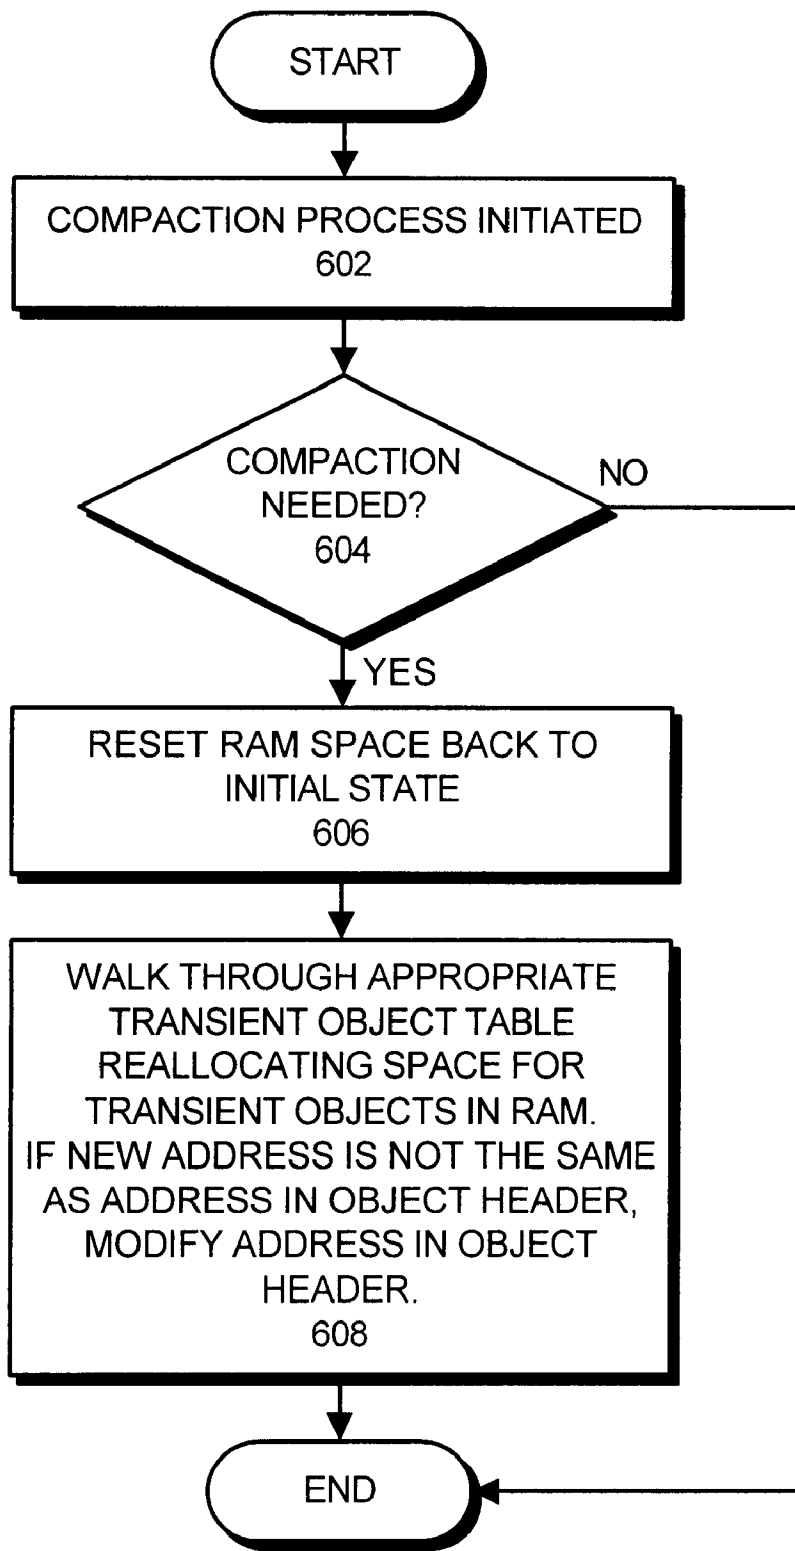 START
COMPACTION PROCESS INITIATED
602
COMPACTION
NEEDED?
604
NO
YES
RESET RAM SPACE BACK TO
INITIAL STATE
606
WALK THROUGH APPROPRIATE
TRANSIENT OBJECT TABLE
REALLOCATING SPACE FOR
TRANSIENT OBJECTS IN RAM.
IF NEW ADDRESS IS NOT THE SAME
AS ADDRESS IN OBJECT HEADER,
MODIFY ADDRESS IN OBJECT
HEADER.
608
END